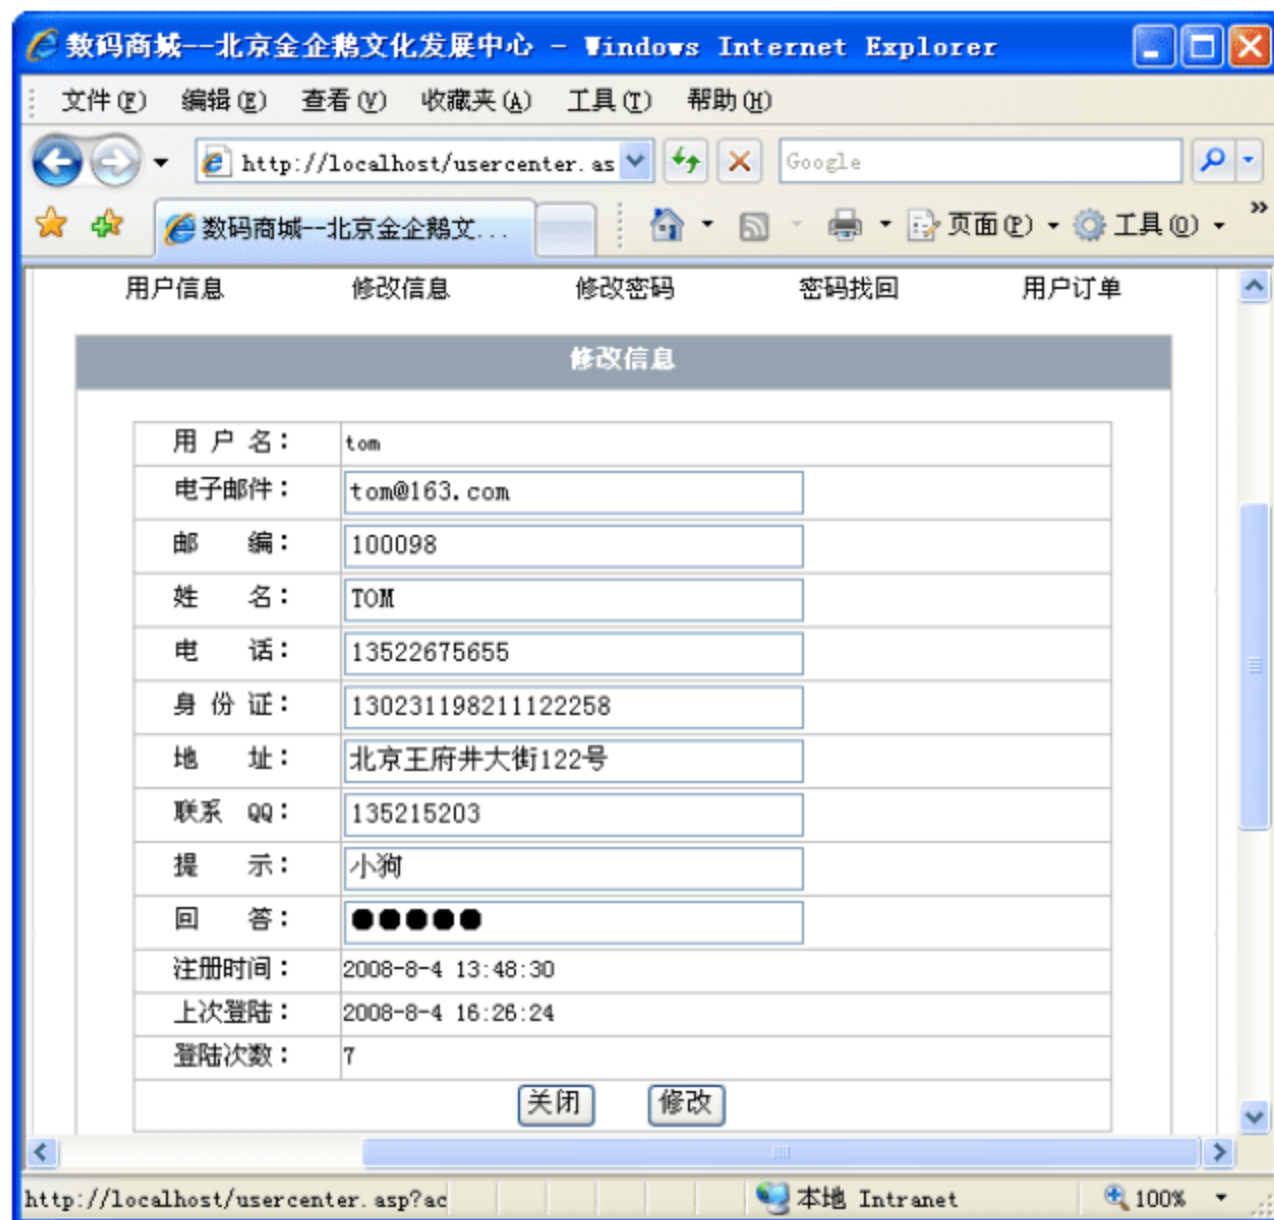 数码商城--北京金企鹅文化发展中心 - Windows Internet Explorer
文件(F) 编辑(E) 查看(V) 收藏夹(A) 工具(T) 帮助(H)
http://localhost/usercenter.as Google
数码商城--北京金企鹅文... 页面(P) 工具(O) »
用户信息 修改信息 修改密码 密码找回 用户订单
修改信息
用 户 名： tom
电子邮件： tom@163.com
邮 编： 100098
姓 名： TOM
电 话： 13522675655
身 份 证： 130231198211122258
地 址： 北京王府井大街122号
联系 QQ： 135215203
提 示： 小狗
回 答： ●●●●●
注册时间： 2008-8-4 13:48:30
上次登陆： 2008-8-4 16:26:24
登陆次数： 7
关闭 修改
http://localhost/usercenter.asp?ac 本地 Intranet 100%